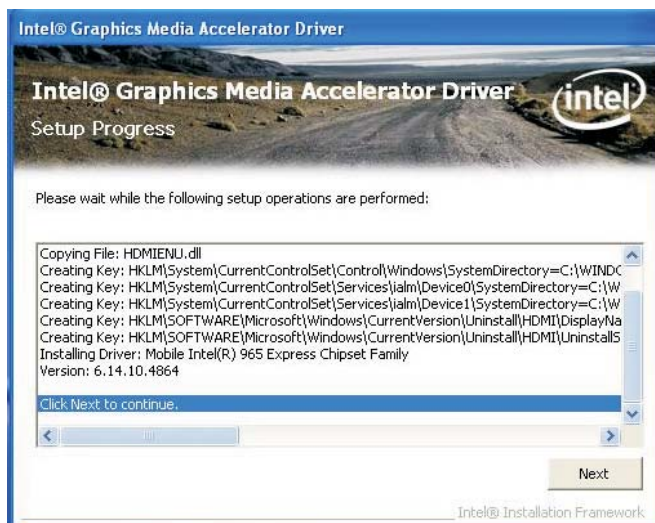 Intel® Graphics Media Accelerator Driver
Intel® Graphics Media Accelerator Driver
Setup Progress
intel
Please wait while the following setup operations are performed:
Copying File: HDMIENU.dll
Creating Key: HKLM\System\CurrentControlSet\Control\Windows\SystemDirectory=C:\WINDO
Creating Key: HKLM\System\CurrentControlSet\Services\ialm\Device0\SystemDirectory=C:\W
Creating Key: HKLM\System\CurrentControlSet\Services\ialm\Device1\SystemDirectory=C:\W
Creating Key: HKLM\SOFTWARE\Microsoft\Windows\CurrentVersion\Uninstall\HDMI\DisplayNa
Creating Key: HKLM\SOFTWARE\Microsoft\Windows\CurrentVersion\Uninstall\HDMI\UninstallS
Installing Driver: Mobile Intel(R) 965 Express Chipset Family
Version: 6.14.10.4864
Click Next to continue.
Next
Intel® Installation Framework